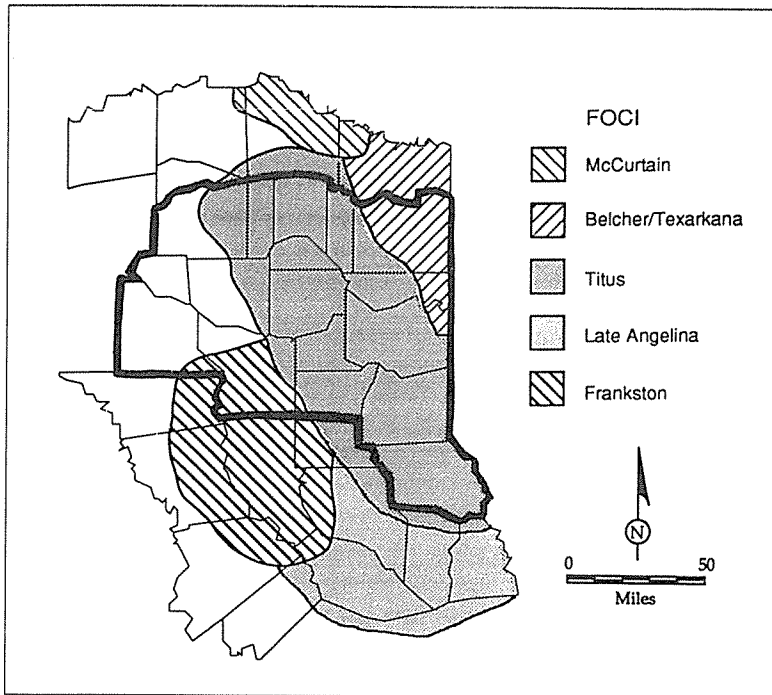 FOCI
McCurtain
Belcher/Texarkana
Titus
Late Angelina
Frankston
N
0 50
Miles